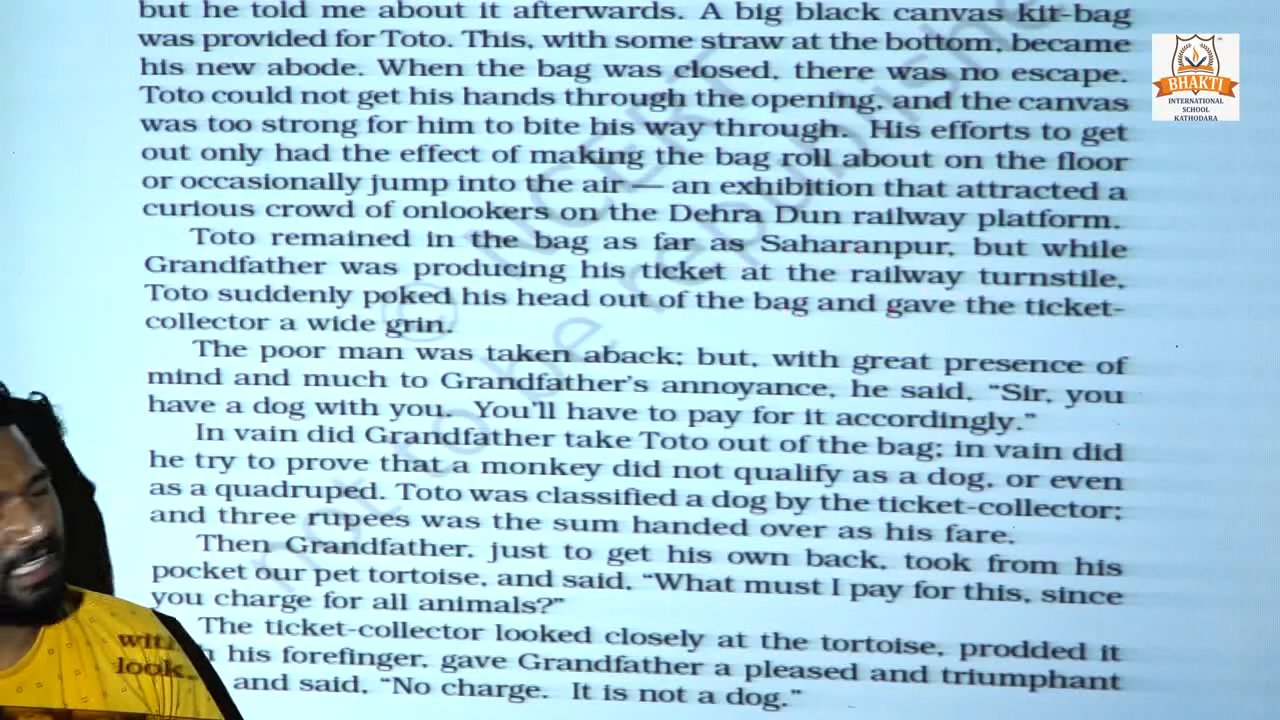 but he told me about it afterwards. A big black canvas kit-bag
was provided for Toto. This, with some straw at the bottom, became
his new abode. When the bag was closed, there was no escape.
Toto could not get his hands through the opening, and the canvas
was too strong for him to bite his way through. His efforts to get
out only had the effect of making the bag roll about on the floor
or occasionally jump into the air — an exhibition that attracted a
curious crowd of onlookers on the Dehra Dun railway platform.
Toto remained in the bag as far as Saharanpur, but while
Grandfather was producing his ticket at the railway turnstile,
Toto suddenly poked his head out of the bag and gave the ticket-
collector a wide grin.
The poor man was taken aback; but, with great presence of
mind and much to Grandfather's annoyance, he said, “Sir, you
have a dog with you. You'll have to pay for it accordingly.”
In vain did Grandfather take Toto out of the bag; in vain did
he try to prove that a monkey did not qualify as a dog, or even
as a quadruped. Toto was classified a dog by the ticket-collector;
and three rupees was the sum handed over as his fare.
Then Grandfather, just to get his own back, took from his
pocket our pet tortoise, and said, “What must I pay for this, since
you charge for all animals?”
The ticket-collector looked closely at the tortoise, prodded it
with his forefinger, gave Grandfather a pleased and triumphant
look, and said, “No charge. It is not a dog.”
© NCERT
not to be republished
BHAKTI
INTERNATIONAL
SCHOOL
KATHODARA